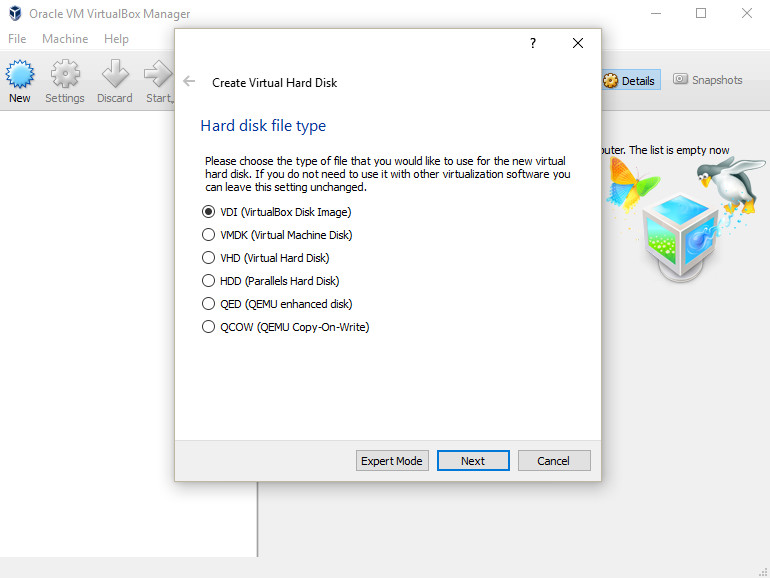 Oracle VM VirtualBox Manager
File Machine Help
New Settings Discard Start
Details Snapshots
? 
Create Virtual Hard Disk
Hard disk file type
Please choose the type of file that you would like to use for the new virtual
hard disk. If you do not need to use it with other virtualization software you
can leave this setting unchanged.
VDI (VirtualBox Disk Image)
VMDK (Virtual Machine Disk)
VHD (Virtual Hard Disk)
HDD (Parallels Hard Disk)
QED (QEMU enhanced disk)
QCOW (QEMU Copy-On-Write)
Expert Mode Next Cancel
The list is empty now